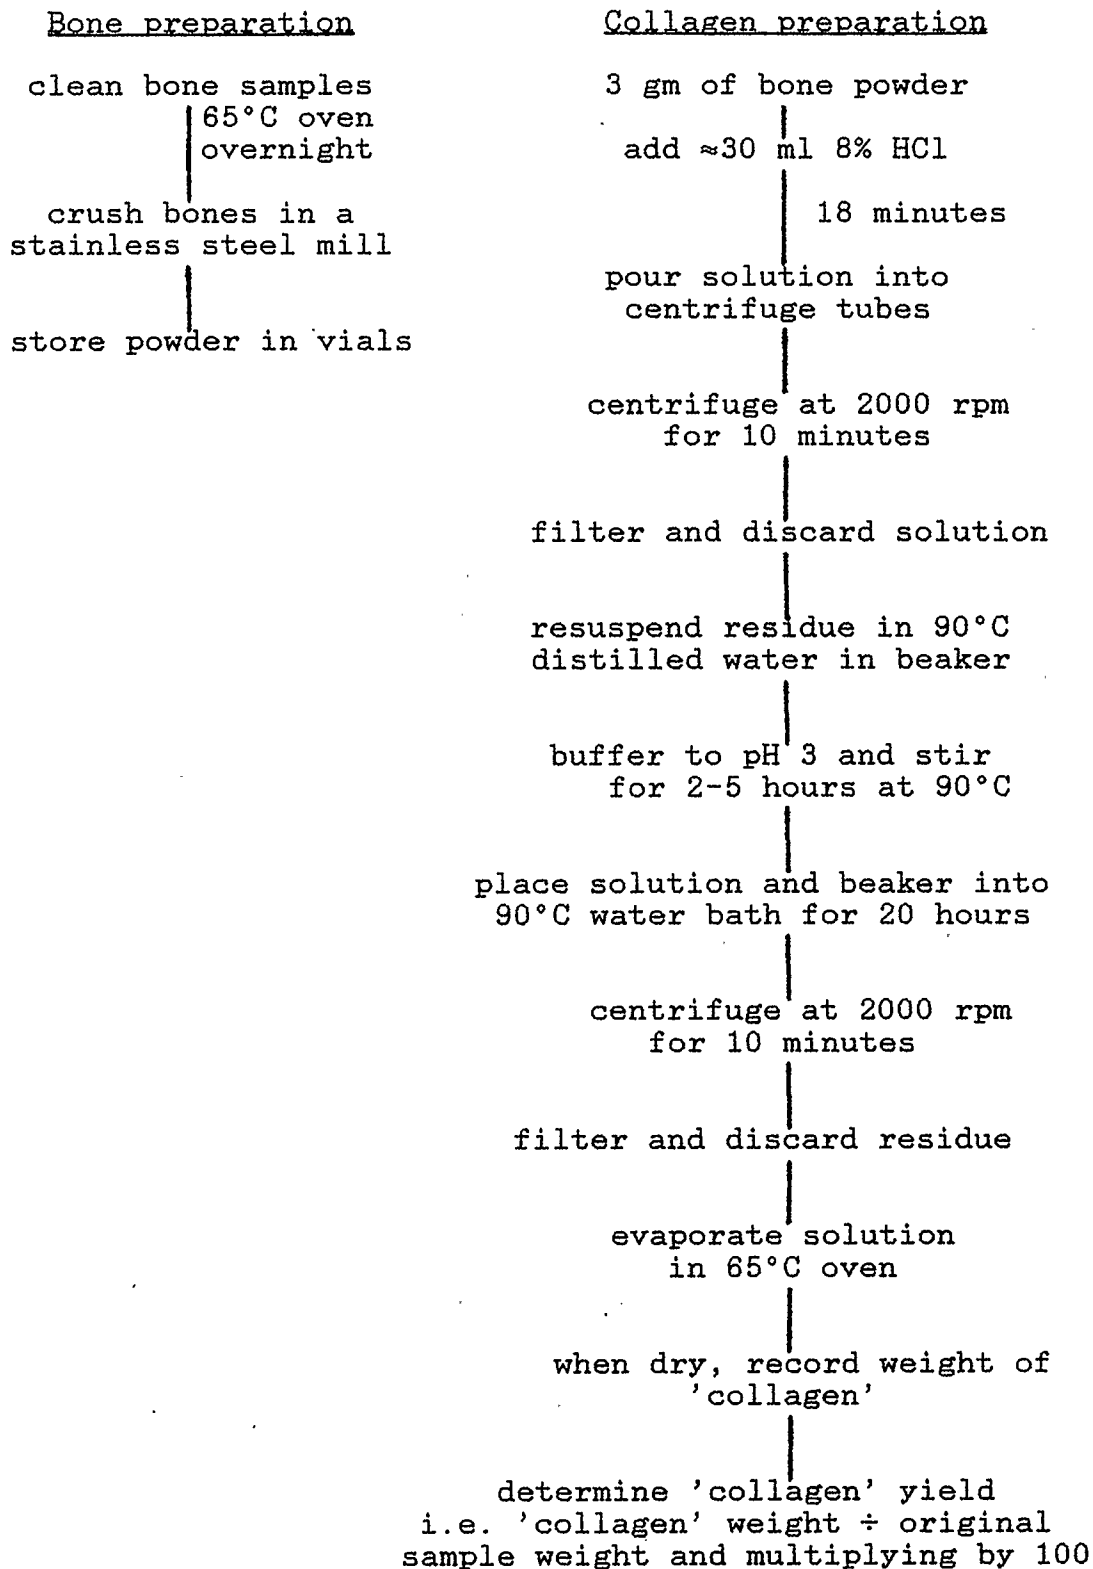 Bone preparation
clean bone samples
65°C oven
overnight
crush bones in a
stainless steel mill
store powder in vials
Collagen preparation
3 gm of bone powder
add ≈30 ml 8% HCl
18 minutes
pour solution into
centrifuge tubes
centrifuge at 2000 rpm
for 10 minutes
filter and discard solution
resuspend residue in 90°C
distilled water in beaker
buffer to pH 3 and stir
for 2-5 hours at 90°C
place solution and beaker into
90°C water bath for 20 hours
centrifuge at 2000 rpm
for 10 minutes
filter and discard residue
evaporate solution
in 65°C oven
when dry, record weight of
'collagen'
determine 'collagen' yield
i.e. 'collagen' weight ÷ original
sample weight and multiplying by 100